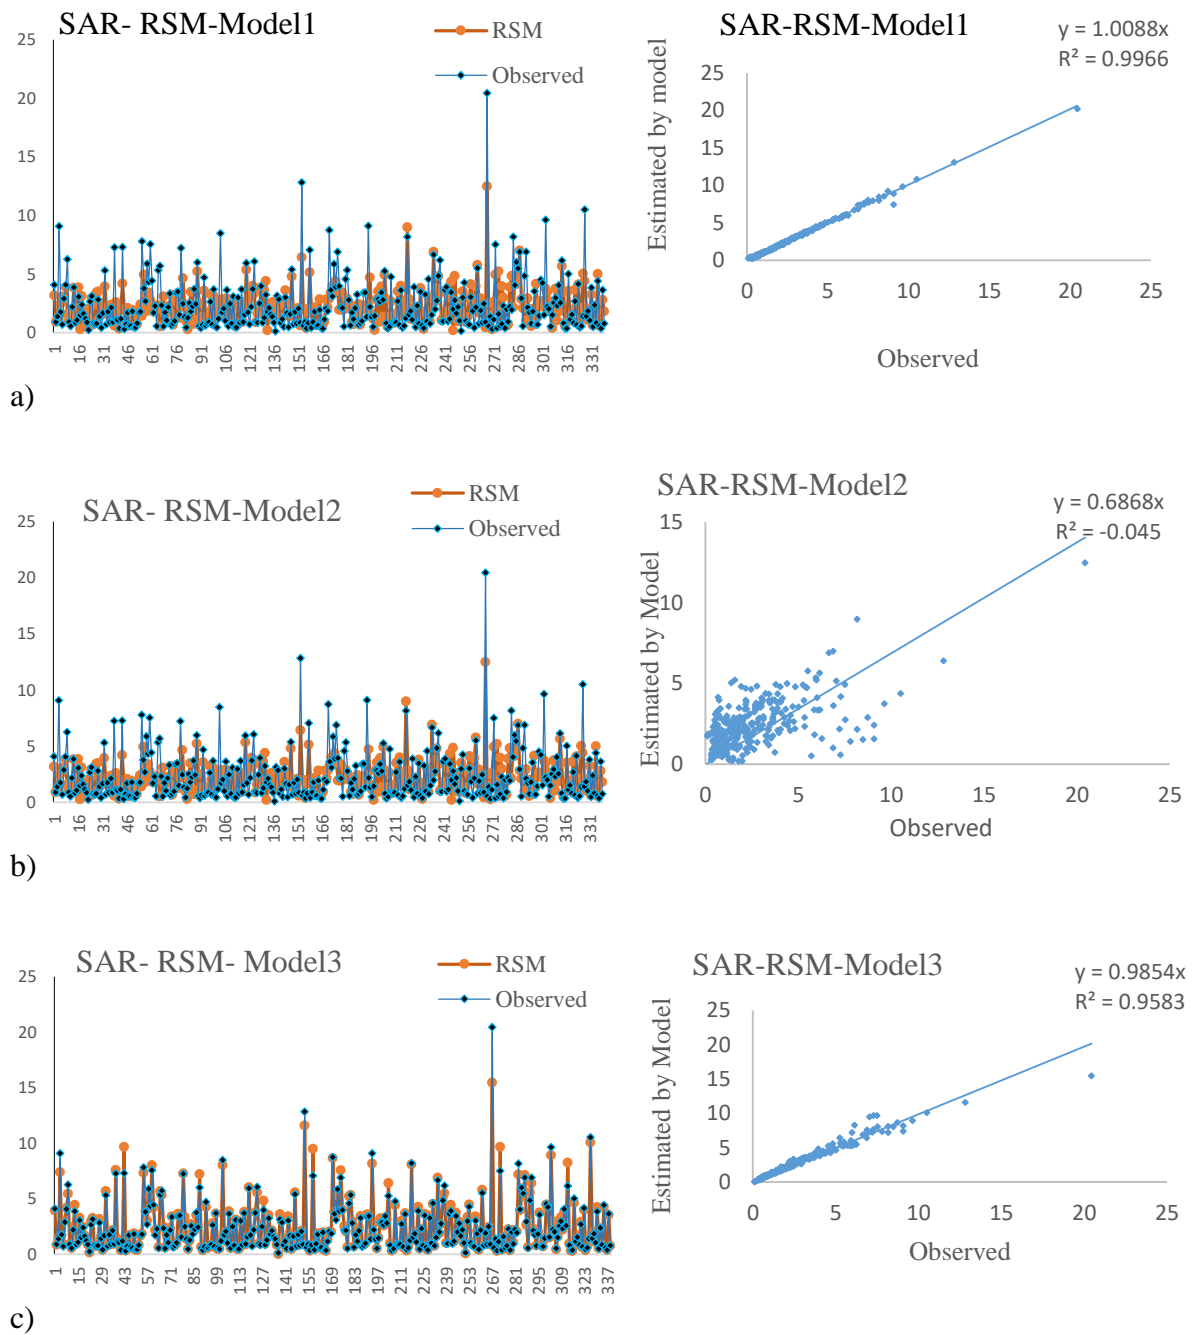 SAR- RSM-Model1
RSM
Observed
25
20
15
10
5
0
1 16 31 46 61 76 91 106 121 136 151 166 181 196 211 226 241 256 271 286 301 316 331
SAR-RSM-Model1
y = 1.0088x
R² = 0.9966
Estimated by model
25
20
15
10
5
0
0 5 10 15 20 25
Observed
a)
SAR- RSM-Model2
RSM
Observed
25
20
15
10
5
0
1 16 31 46 61 76 91 106 121 136 151 166 181 196 211 226 241 256 271 286 301 316 331
SAR-RSM-Model2
y = 0.6868x
R² = -0.045
Estimated by Model
15
10
5
0
0 5 10 15 20 25
Observed
b)
SAR- RSM- Model3
RSM
Observed
25
20
15
10
5
0
1 15 29 43 57 71 85 99 113 127 141 155 169 183 197 211 225 239 253 267 281 295 309 323 337
SAR-RSM-Model3
y = 0.9854x
R² = 0.9583
Estimated by Model
25
20
15
10
5
0
0 5 10 15 20 25
Observed
c)